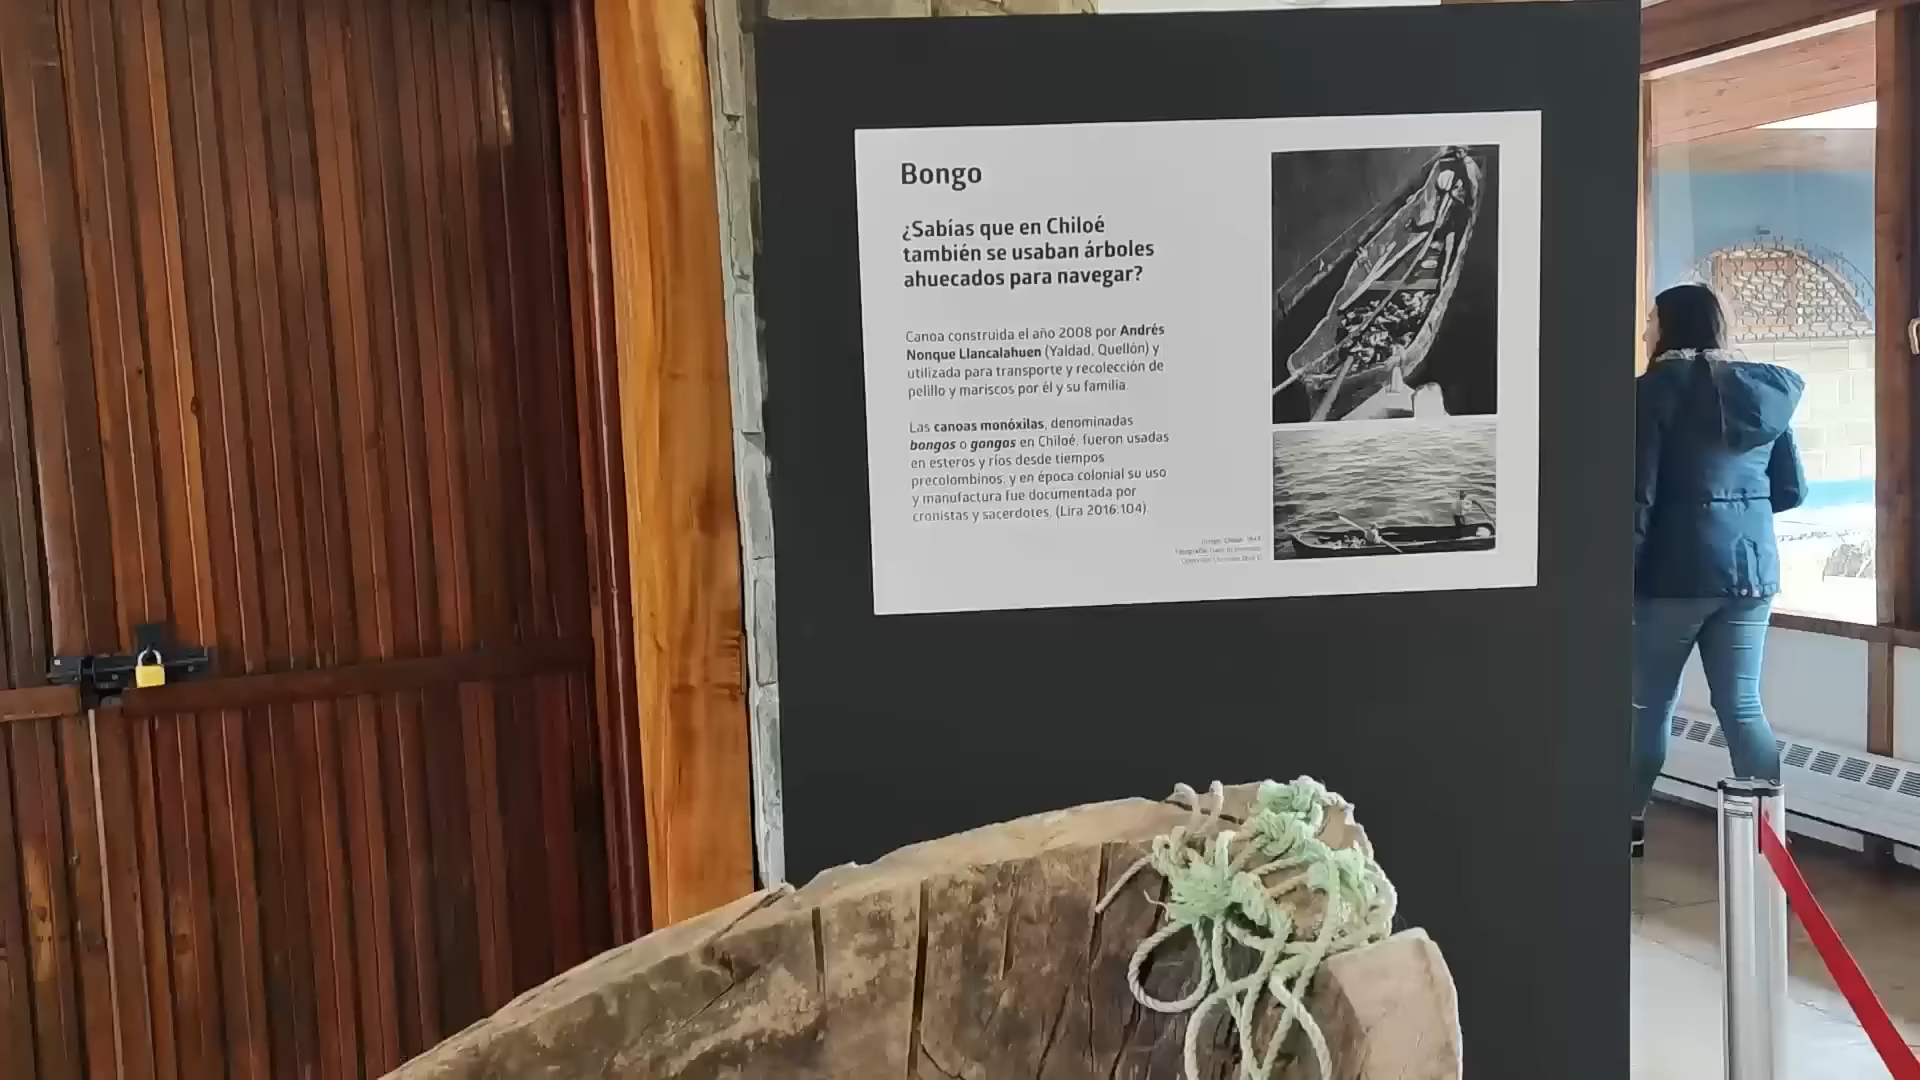 Bongo
¿Sabías que en Chiloé
también se usaban árboles
ahuecados para navegar?
Canoa construida el año 2008 por Andrés
Nonque Llancalahuen (Yaldad, Quellón) y
utilizada para transporte y recolección de
pelillo y mariscos por él y su familia.
Las canoas monóxilas, denominadas
bongos o gongos en Chiloé, fueron usadas
en esteros y ríos desde tiempos
precolombinos, y en época colonial su uso
y manufactura fue documentada por
cronistas y sacerdotes. (Lira 2016:104).